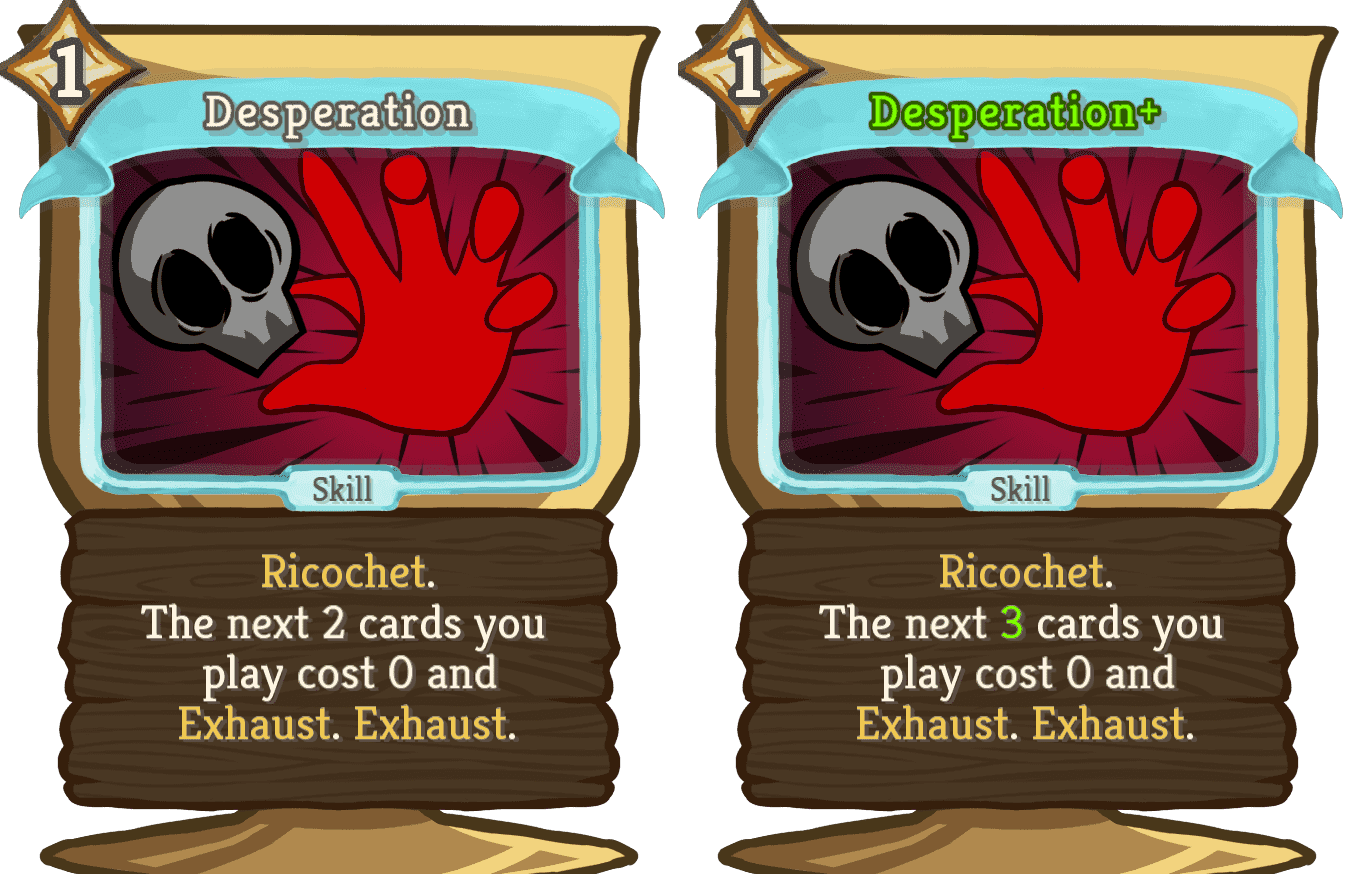 1
Desperation
Skill
Ricochet.
The next 2 cards you
play cost 0 and
Exhaust. Exhaust.
1
Desperation+
Skill
Ricochet.
The next 3 cards you
play cost 0 and
Exhaust. Exhaust.